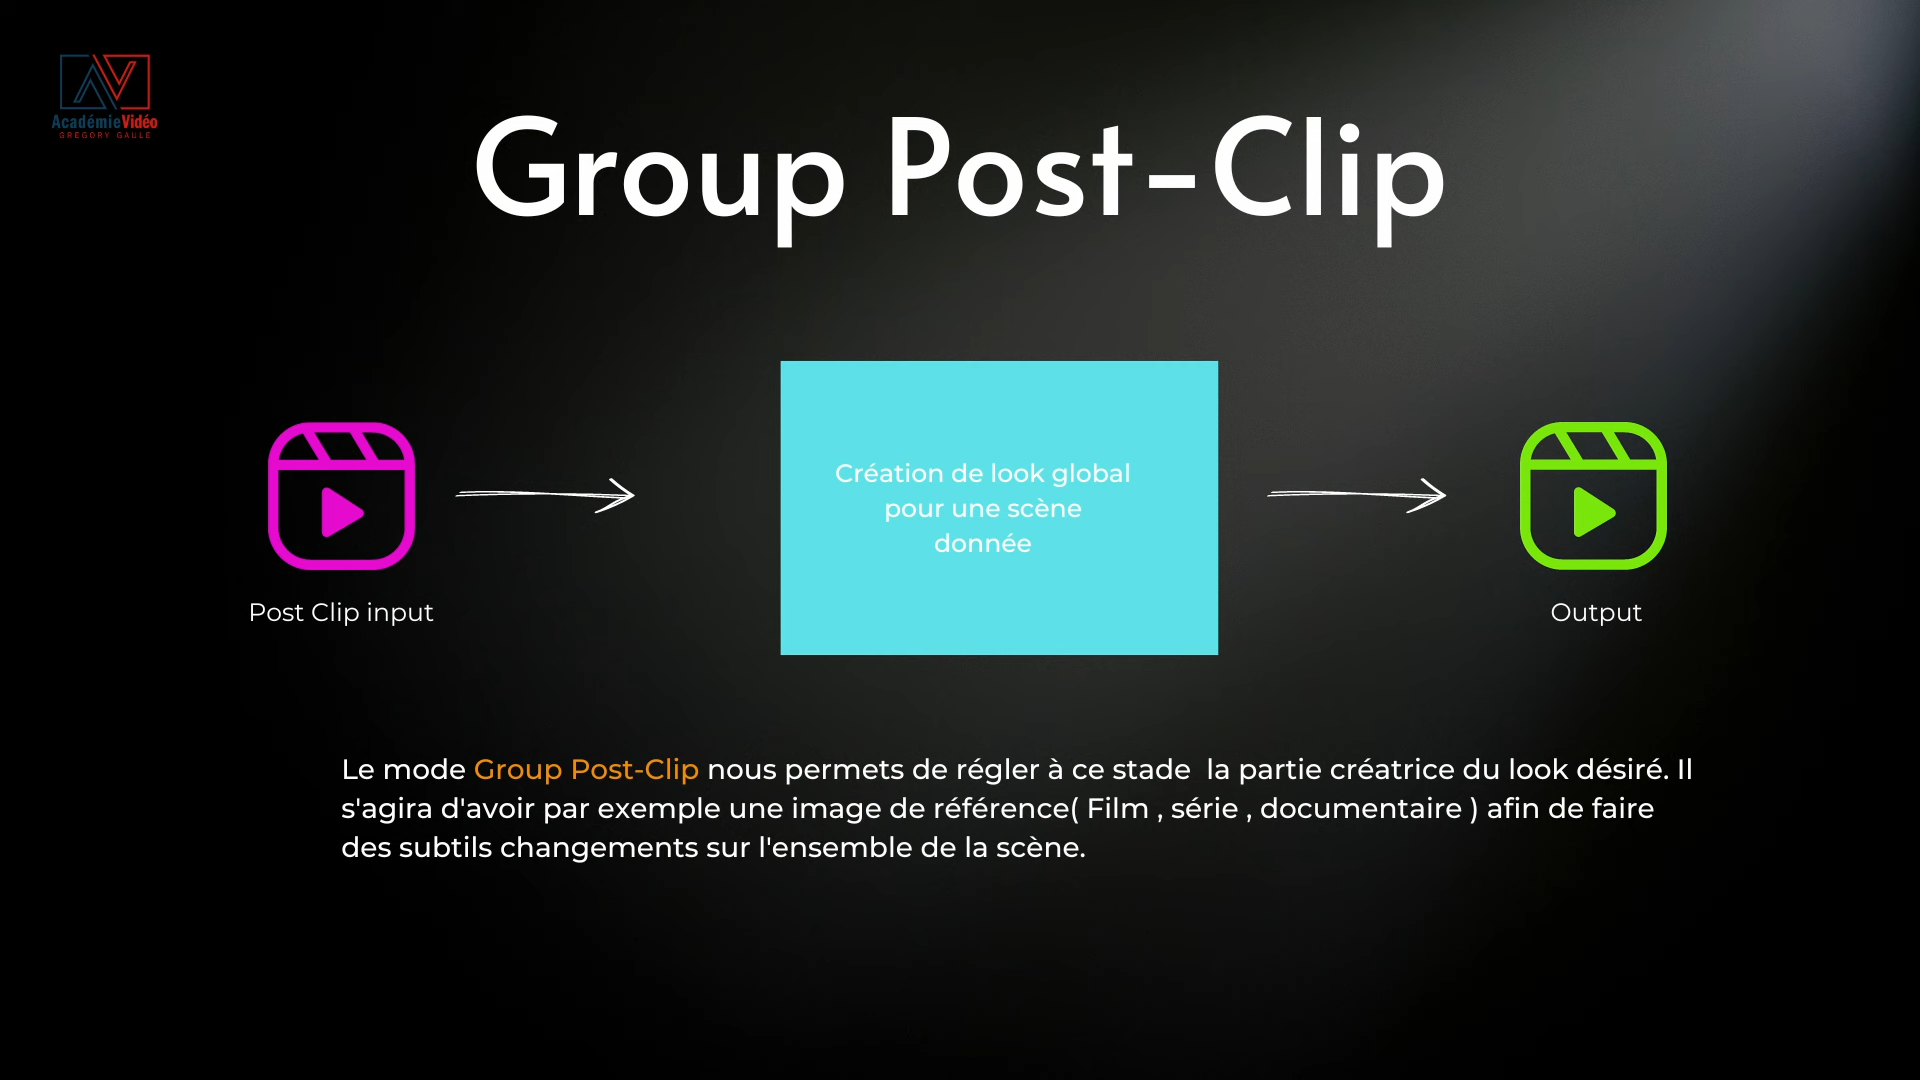 AcadémieVidéo
GREGORY GAULE
Group Post-Clip
Création de look global
pour une scène
donnée
Post Clip input
Output
Le mode Group Post-Clip nous permets de régler à ce stade  la partie créatrice du look désiré. Il
s'agira d'avoir par exemple une image de référence( Film , série , documentaire ) afin de faire
des subtils changements sur l'ensemble de la scène.